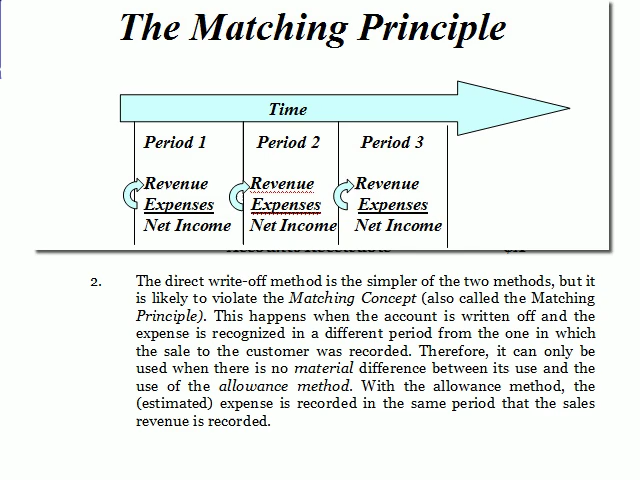 The Matching Principle
Time
Period 1 Period 2 Period 3
Revenue Revenue Revenue
Expenses Expenses Expenses
Net Income Net Income Net Income
2. The direct write-off method is the simpler of the two methods, but it
is likely to violate the Matching Concept (also called the Matching
Principle). This happens when the account is written off and the
expense is recognized in a different period from the one in which
the sale to the customer was recorded. Therefore, it can only be
used when there is no material difference between its use and the
use of the allowance method. With the allowance method, the
(estimated) expense is recorded in the same period that the sales
revenue is recorded.